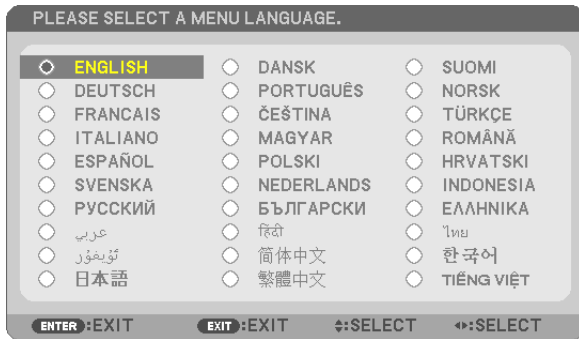 PLEASE SELECT A MENU LANGUAGE.
ENGLISH DANSK SUOMI
DEUTSCH PORTUGUÊS NORSK
FRANCAIS ČEŠTINA TÜRKÇE
ITALIANO MAGYAR ROMÂNĂ
ESPAÑOL POLSKI HRVATSKI
SVENSKA NEDERLANDS INDONESIA
РУССКИЙ БЪЛГАРСКИ ΕΛΛΗΝΙΚΑ
عربي हिंदी ไทย
ئۇيغۇر 简体中文 한국어
日本語 繁體中文 TIẾNG VIỆT
ENTER:EXIT EXIT:EXIT :SELECT :SELECT